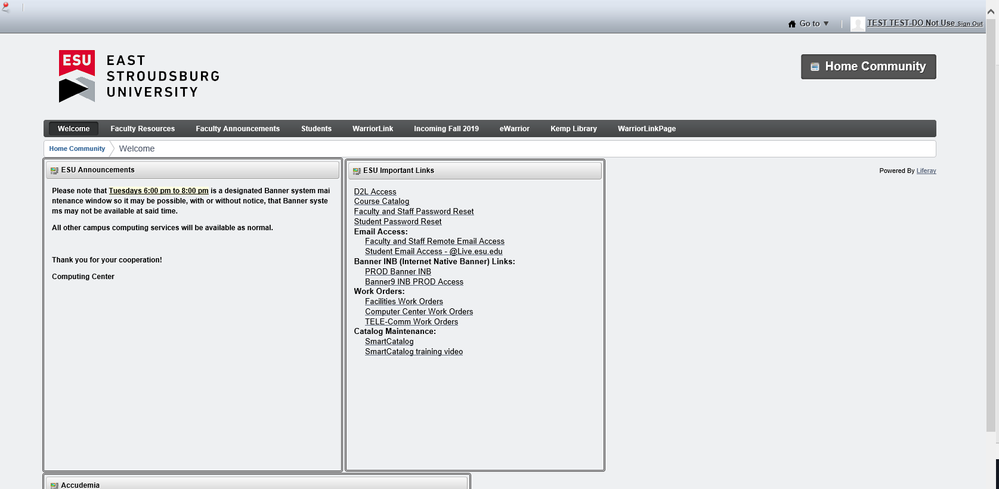 Go to
TEST TEST-DO Not Use Sign Out
ESU
EAST
STROUDSBURG
UNIVERSITY
Home Community
Welcome Faculty Resources Faculty Announcements Students WarriorLink Incoming Fall 2019 eWarrior Kemp Library WarriorLinkPage
Home Community Welcome
ESU Announcements
Please note that Tuesdays 6:00 pm to 8:00 pm is a designated Banner system mai
ntenance window so it may be possible, with or without notice, that Banner syste
ms may not be available at said time.
All other campus computing services will be available as normal.
Thank you for your cooperation!
Computing Center
ESU Important Links
D2L Access
Course Catalog
Faculty and Staff Password Reset
Student Password Reset
Email Access:
Faculty and Staff Remote Email Access
Student Email Access - @Live.esu.edu
Banner INB (Internet Native Banner) Links:
PROD Banner INB
Banner9 INB PROD Access
Work Orders:
Facilities Work Orders
Computer Center Work Orders
TELE-Comm Work Orders
Catalog Maintenance:
SmartCatalog
SmartCatalog training video
Powered By Liferay
Accudemia